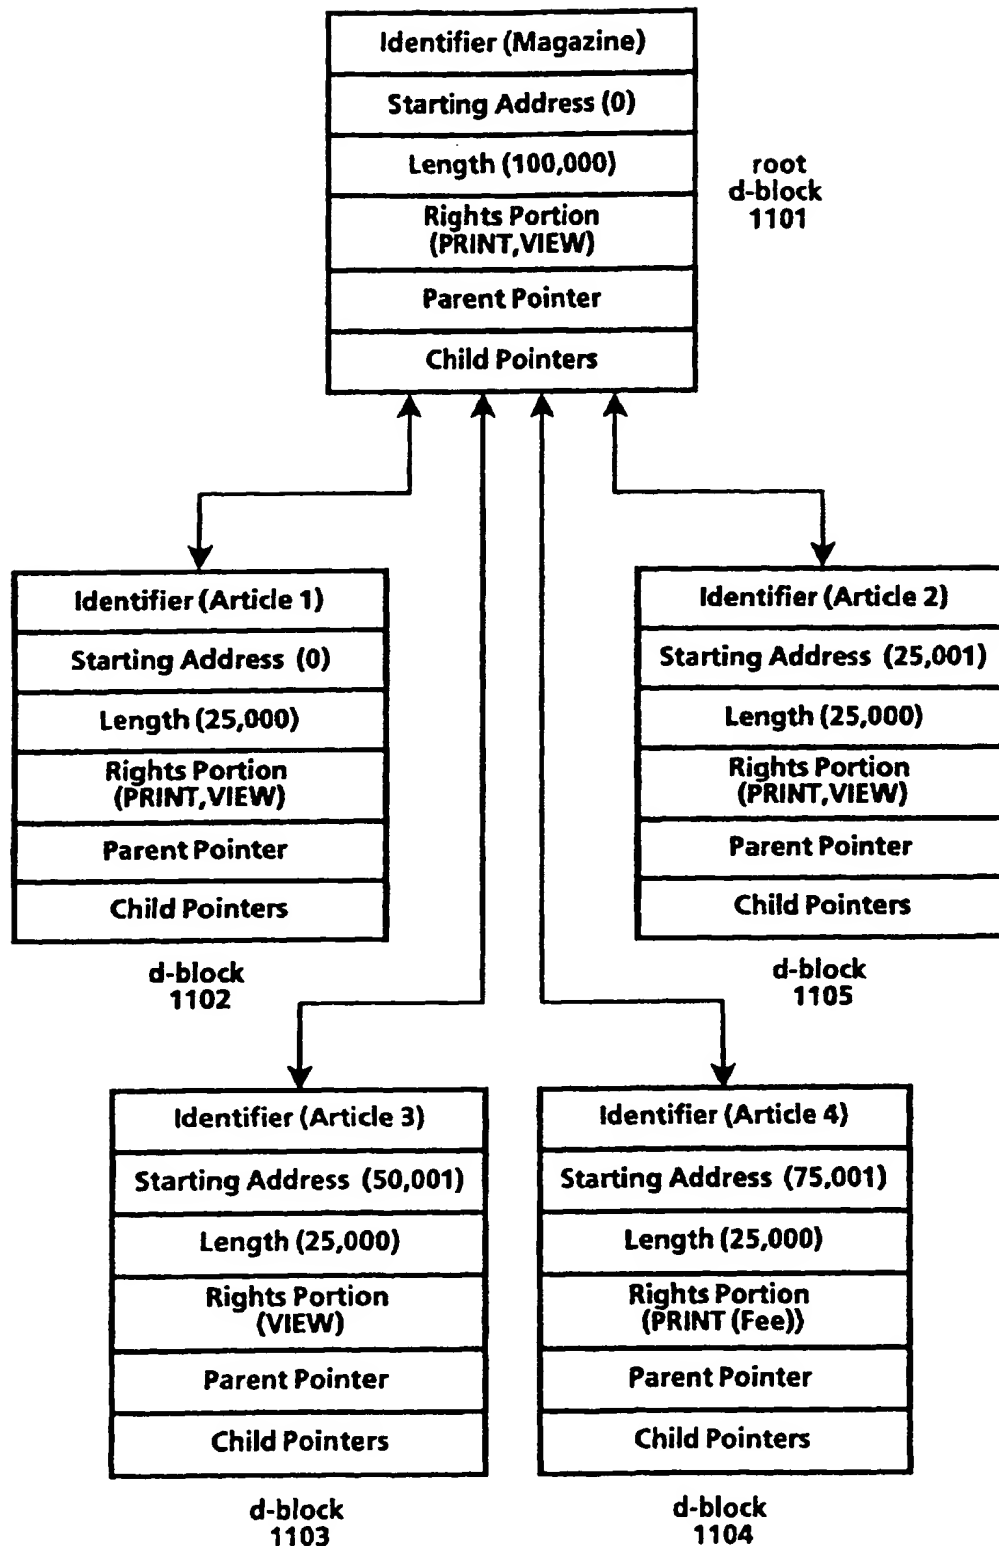 Identifier (Magazine)
Starting Address (0)
Length (100,000)
Rights Portion
(PRINT,VIEW)
Parent Pointer
Child Pointers
root
d-block
1101
Identifier (Article 1)
Starting Address (0)
Length (25,000)
Rights Portion
(PRINT,VIEW)
Parent Pointer
Child Pointers
d-block
1102
Identifier (Article 2)
Starting Address (25,001)
Length (25,000)
Rights Portion
(PRINT,VIEW)
Parent Pointer
Child Pointers
d-block
1105
Identifier (Article 3)
Starting Address (50,001)
Length (25,000)
Rights Portion
(VIEW)
Parent Pointer
Child Pointers
d-block
1103
Identifier (Article 4)
Starting Address (75,001)
Length (25,000)
Rights Portion
(PRINT (Fee))
Parent Pointer
Child Pointers
d-block
1104